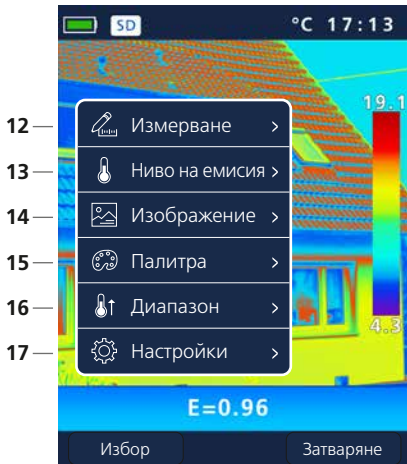 SD °C 17:13
19.1
12 Измерване
13 Ниво на емисия
14 Изображение
15 Палитра
16 Диапазон
17 Настройки
4.3
E=0.96
Избор Затваряне